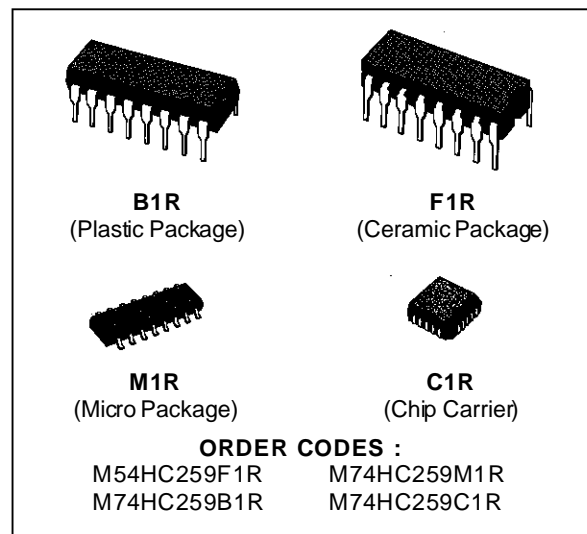 B1R
(Plastic Package)
F1R
(Ceramic Package)
M1R
(Micro Package)
C1R
(Chip Carrier)
ORDER CODES :
M54HC259F1R M74HC259M1R
M74HC259B1R M74HC259C1R